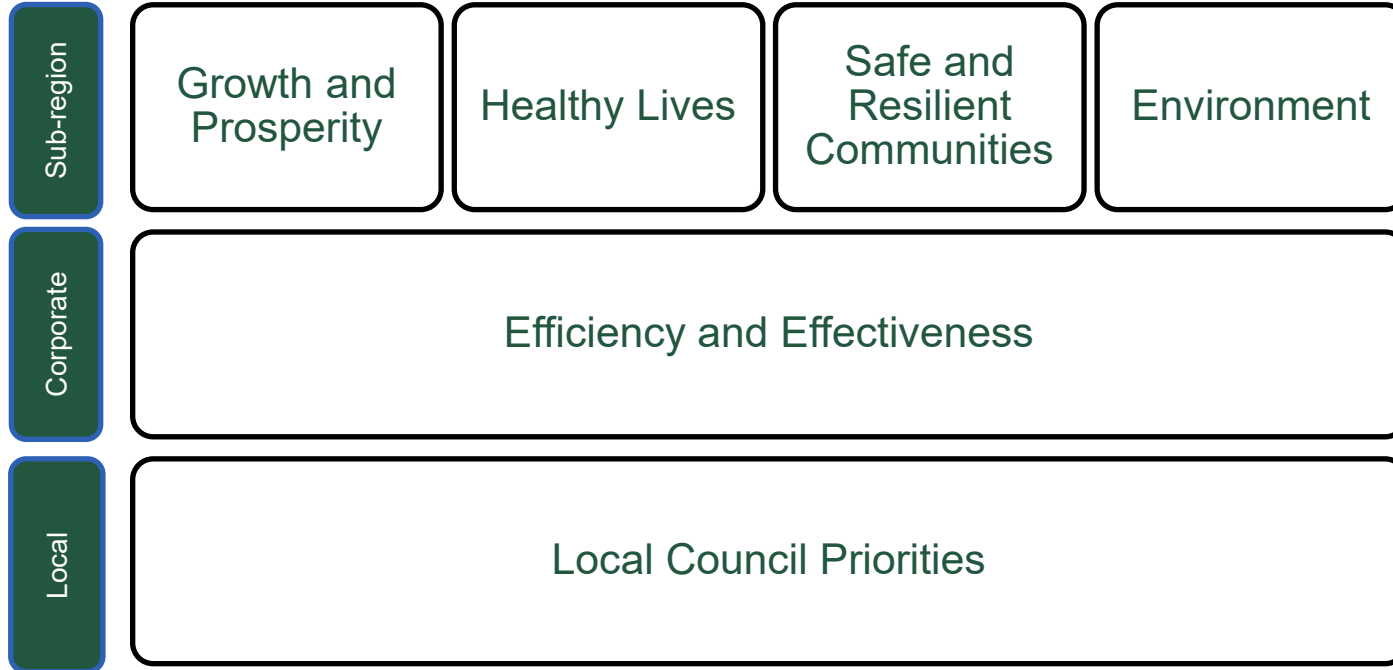 Sub-region
Growth and
Prosperity
Healthy Lives
Safe and
Resilient
Communities
Environment
Corporate
Efficiency and Effectiveness
Local
Local Council Priorities